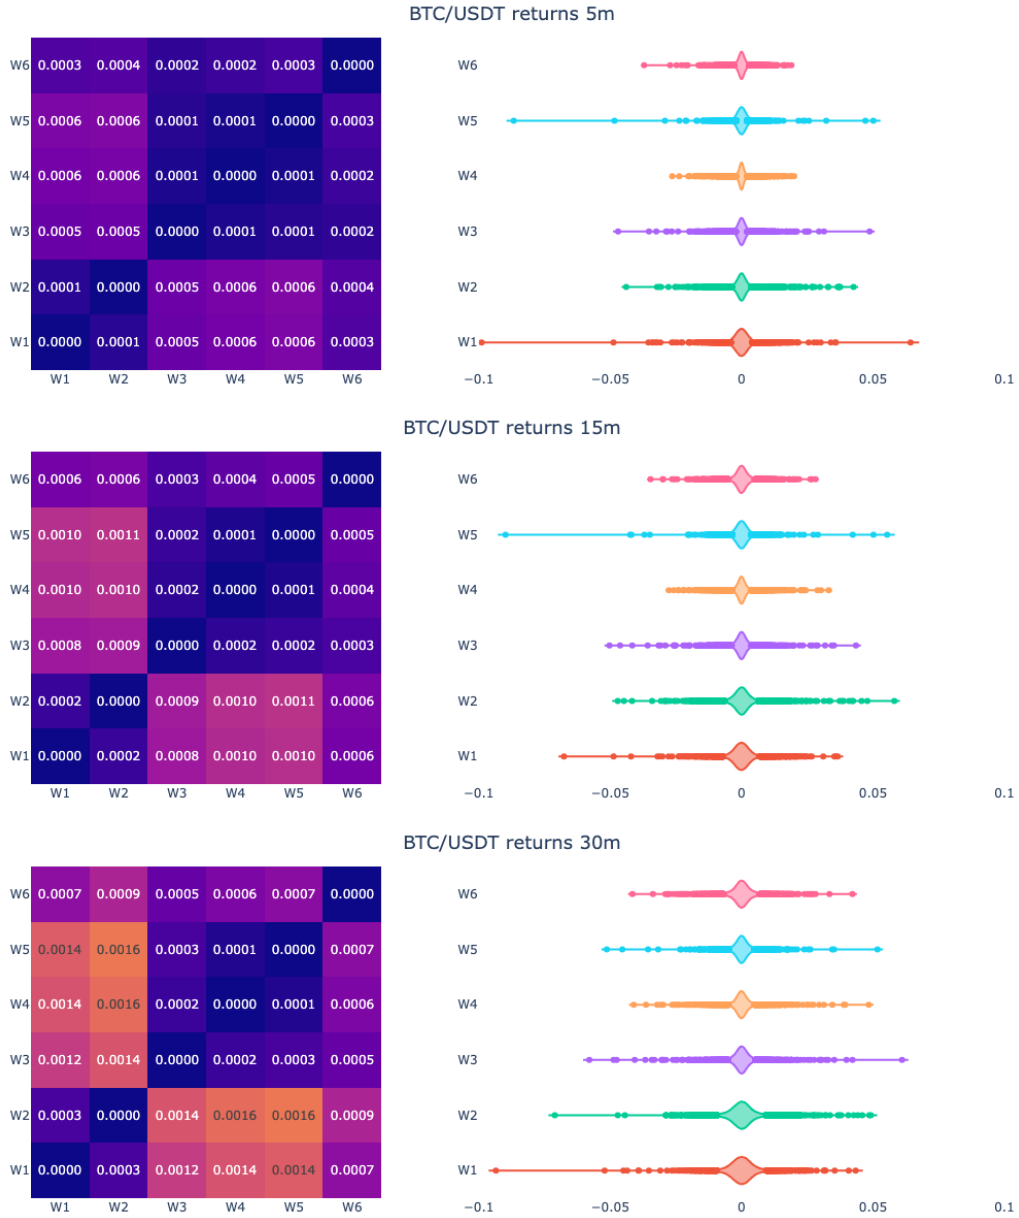 BTC/USDT returns 5m
W6 0.0003 0.0004 0.0002 0.0002 0.0003 0.0000 W6
W5 0.0006 0.0006 0.0001 0.0001 0.0000 0.0003 W5
W4 0.0006 0.0006 0.0001 0.0000 0.0001 0.0002 W4
W3 0.0005 0.0005 0.0000 0.0001 0.0001 0.0002 W3
W2 0.0001 0.0000 0.0005 0.0006 0.0006 0.0004 W2
W1 0.0000 0.0001 0.0005 0.0006 0.0006 0.0003 W1
W1 W2 W3 W4 W5 W6 −0.1 −0.05 0 0.05 0.1
BTC/USDT returns 15m
W6 0.0006 0.0006 0.0003 0.0004 0.0005 0.0000 W6
W5 0.0010 0.0011 0.0002 0.0001 0.0000 0.0005 W5
W4 0.0010 0.0010 0.0002 0.0000 0.0001 0.0004 W4
W3 0.0008 0.0009 0.0000 0.0002 0.0002 0.0003 W3
W2 0.0002 0.0000 0.0009 0.0010 0.0011 0.0006 W2
W1 0.0000 0.0002 0.0008 0.0010 0.0010 0.0006 W1
W1 W2 W3 W4 W5 W6 −0.1 −0.05 0 0.05 0.1
BTC/USDT returns 30m
W6 0.0007 0.0009 0.0005 0.0006 0.0007 0.0000 W6
W5 0.0014 0.0016 0.0003 0.0001 0.0000 0.0007 W5
W4 0.0014 0.0016 0.0002 0.0000 0.0001 0.0006 W4
W3 0.0012 0.0014 0.0000 0.0002 0.0003 0.0005 W3
W2 0.0003 0.0000 0.0014 0.0016 0.0016 0.0009 W2
W1 0.0000 0.0003 0.0012 0.0014 0.0014 0.0007 W1
W1 W2 W3 W4 W5 W6 −0.1 −0.05 0 0.05 0.1